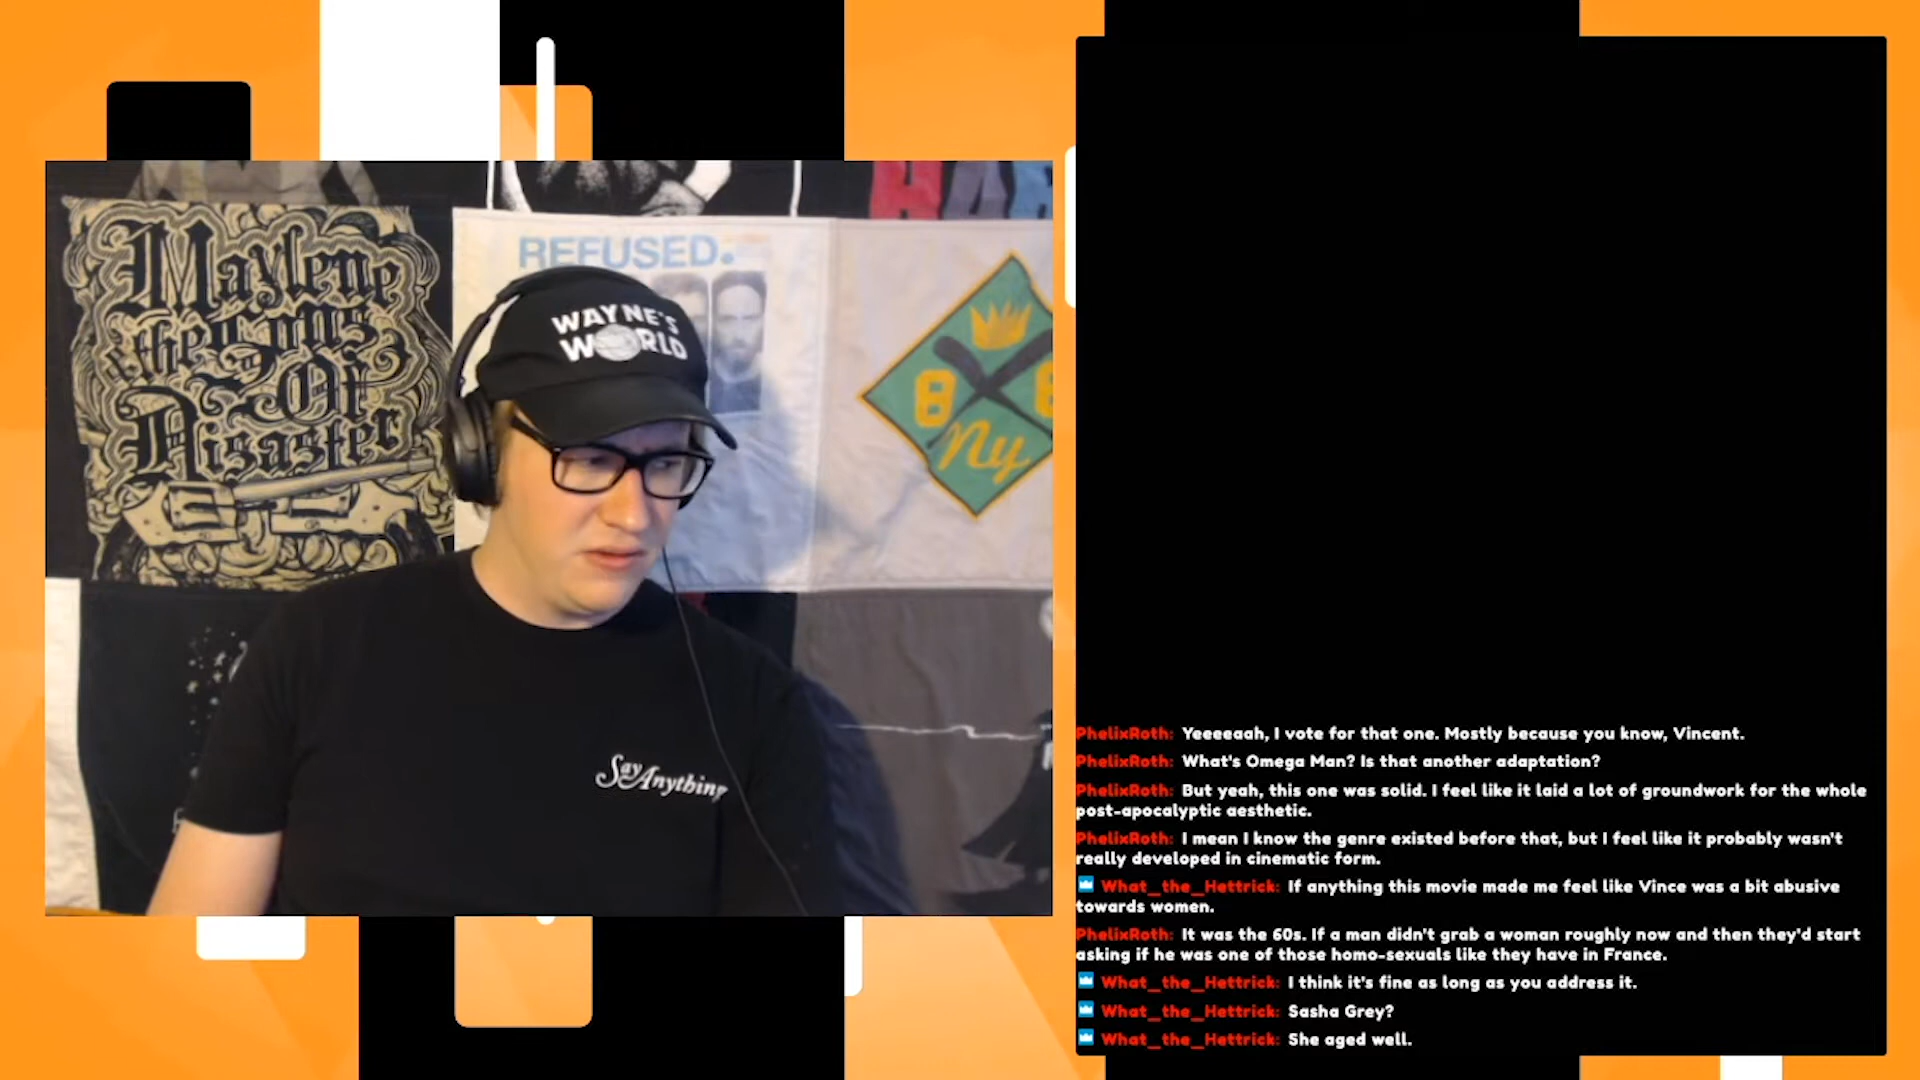 Maylene
& the Sons
Of
Disaster
REFUSED.
WAYNE'S
WORLD
8
Ny
SayAnything
PhelixRoth: Yeeeeaah, I vote for that one. Mostly because you know, Vincent.
PhelixRoth: What's Omega Man? Is that another adaptation?
PhelixRoth: But yeah, this one was solid. I feel like it laid a lot of groundwork for the whole
post-apocalyptic aesthetic.
PhelixRoth: I mean I know the genre existed before that, but I feel like it probably wasn't
really developed in cinematic form.
What_the_Hettrick: If anything this movie made me feel like Vince was a bit abusive
towards women.
PhelixRoth: It was the 60s. If a man didn't grab a woman roughly now and then they'd start
asking if he was one of those homo-sexuals like they have in France.
What_the_Hettrick: I think it's fine as long as you address it.
What_the_Hettrick: Sasha Grey?
What_the_Hettrick: She aged well.